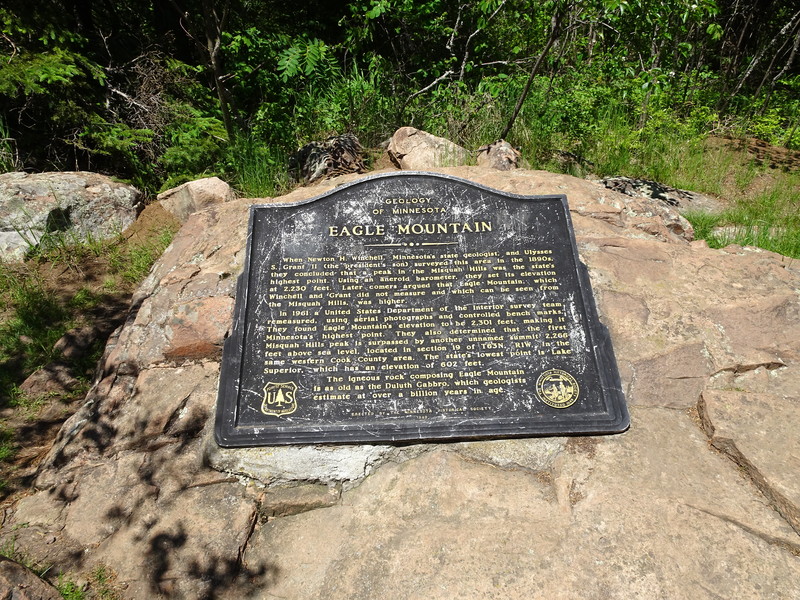 GEOLOGY
OF MINNESOTA
EAGLE MOUNTAIN
When Newton H. Winchell, Minnesota's state geologist, and Ulysses
S. Grant II (the president's son) surveyed this area in the 1890s,
they concluded that a peak in the Misquah Hills was the state's
highest point. Using an aneroid barometer, they set its elevation
at 2,230 feet. Later comers argued that Eagle Mountain, which
Winchell and Grant did not measure and which can be seen from
the Misquah Hills, was higher.
In 1961 a United States Department of the Interior survey team
remeasured, using aerial photographs and controlled bench marks.
They found Eagle Mountain's elevation to be 2,301 feet, making it
Minnesota's highest point. They also determined that the first
Misquah Hills peak is surpassed by another unnamed summit 2,266
feet above sea level, located in section 19 of T63N, R1W, in the
same western Cook County area. The state's lowest point is Lake
Superior, which has an elevation of 602 feet.
The igneous rock composing Eagle Mountain
is as old as the Duluth Gabbro, which geologists
estimate at over a billion years in age.
ERECTED BY THE MINNESOTA HISTORICAL SOCIETY
U S